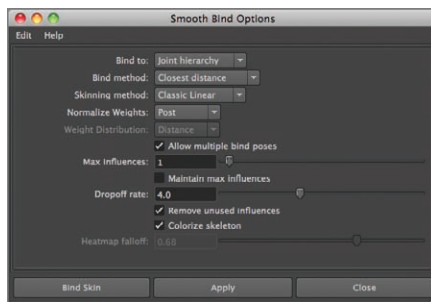 Smooth Bind Options
Edit Help
Bind to: Joint hierarchy
Bind method: Closest distance
Skinning method: Classic Linear
Normalize Weights: Post
Weight Distribution: Distance
Allow multiple bind poses
Max Influences: 1
Maintain max influences
Dropoff rate: 4.0
Remove unused influences
Colorize skeleton
Heatmap falloff: 0.68
Bind Skin Apply Close